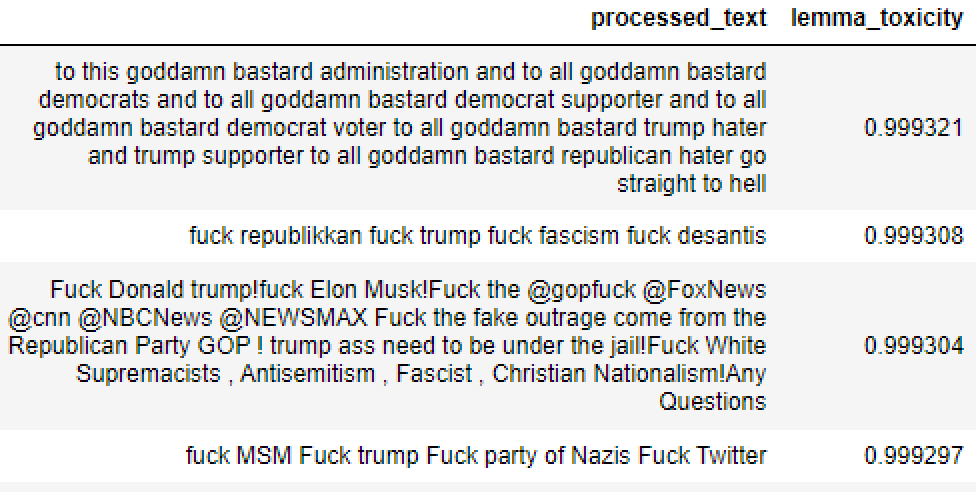 processed_text lemma_toxicity
to this goddamn bastard administration and to all goddamn bastard
democrats and to all goddamn bastard democrat supporter and to all
goddamn bastard democrat voter to all goddamn bastard trump hater
and trump supporter to all goddamn bastard republican hater go
straight to hell
0.999321
fuck republikkan fuck trump fuck fascism fuck desantis 0.999308
Fuck Donald trump!fuck Elon Musk!Fuck the @gopfuck @FoxNews
@cnn @NBCNews @NEWSMAX Fuck the fake outrage come from the
Republican Party GOP ! trump ass need to be under the jail!Fuck White
Supremacists , Antisemitism , Fascist , Christian Nationalism!Any
Questions
0.999304
fuck MSM Fuck trump Fuck party of Nazis Fuck Twitter 0.999297